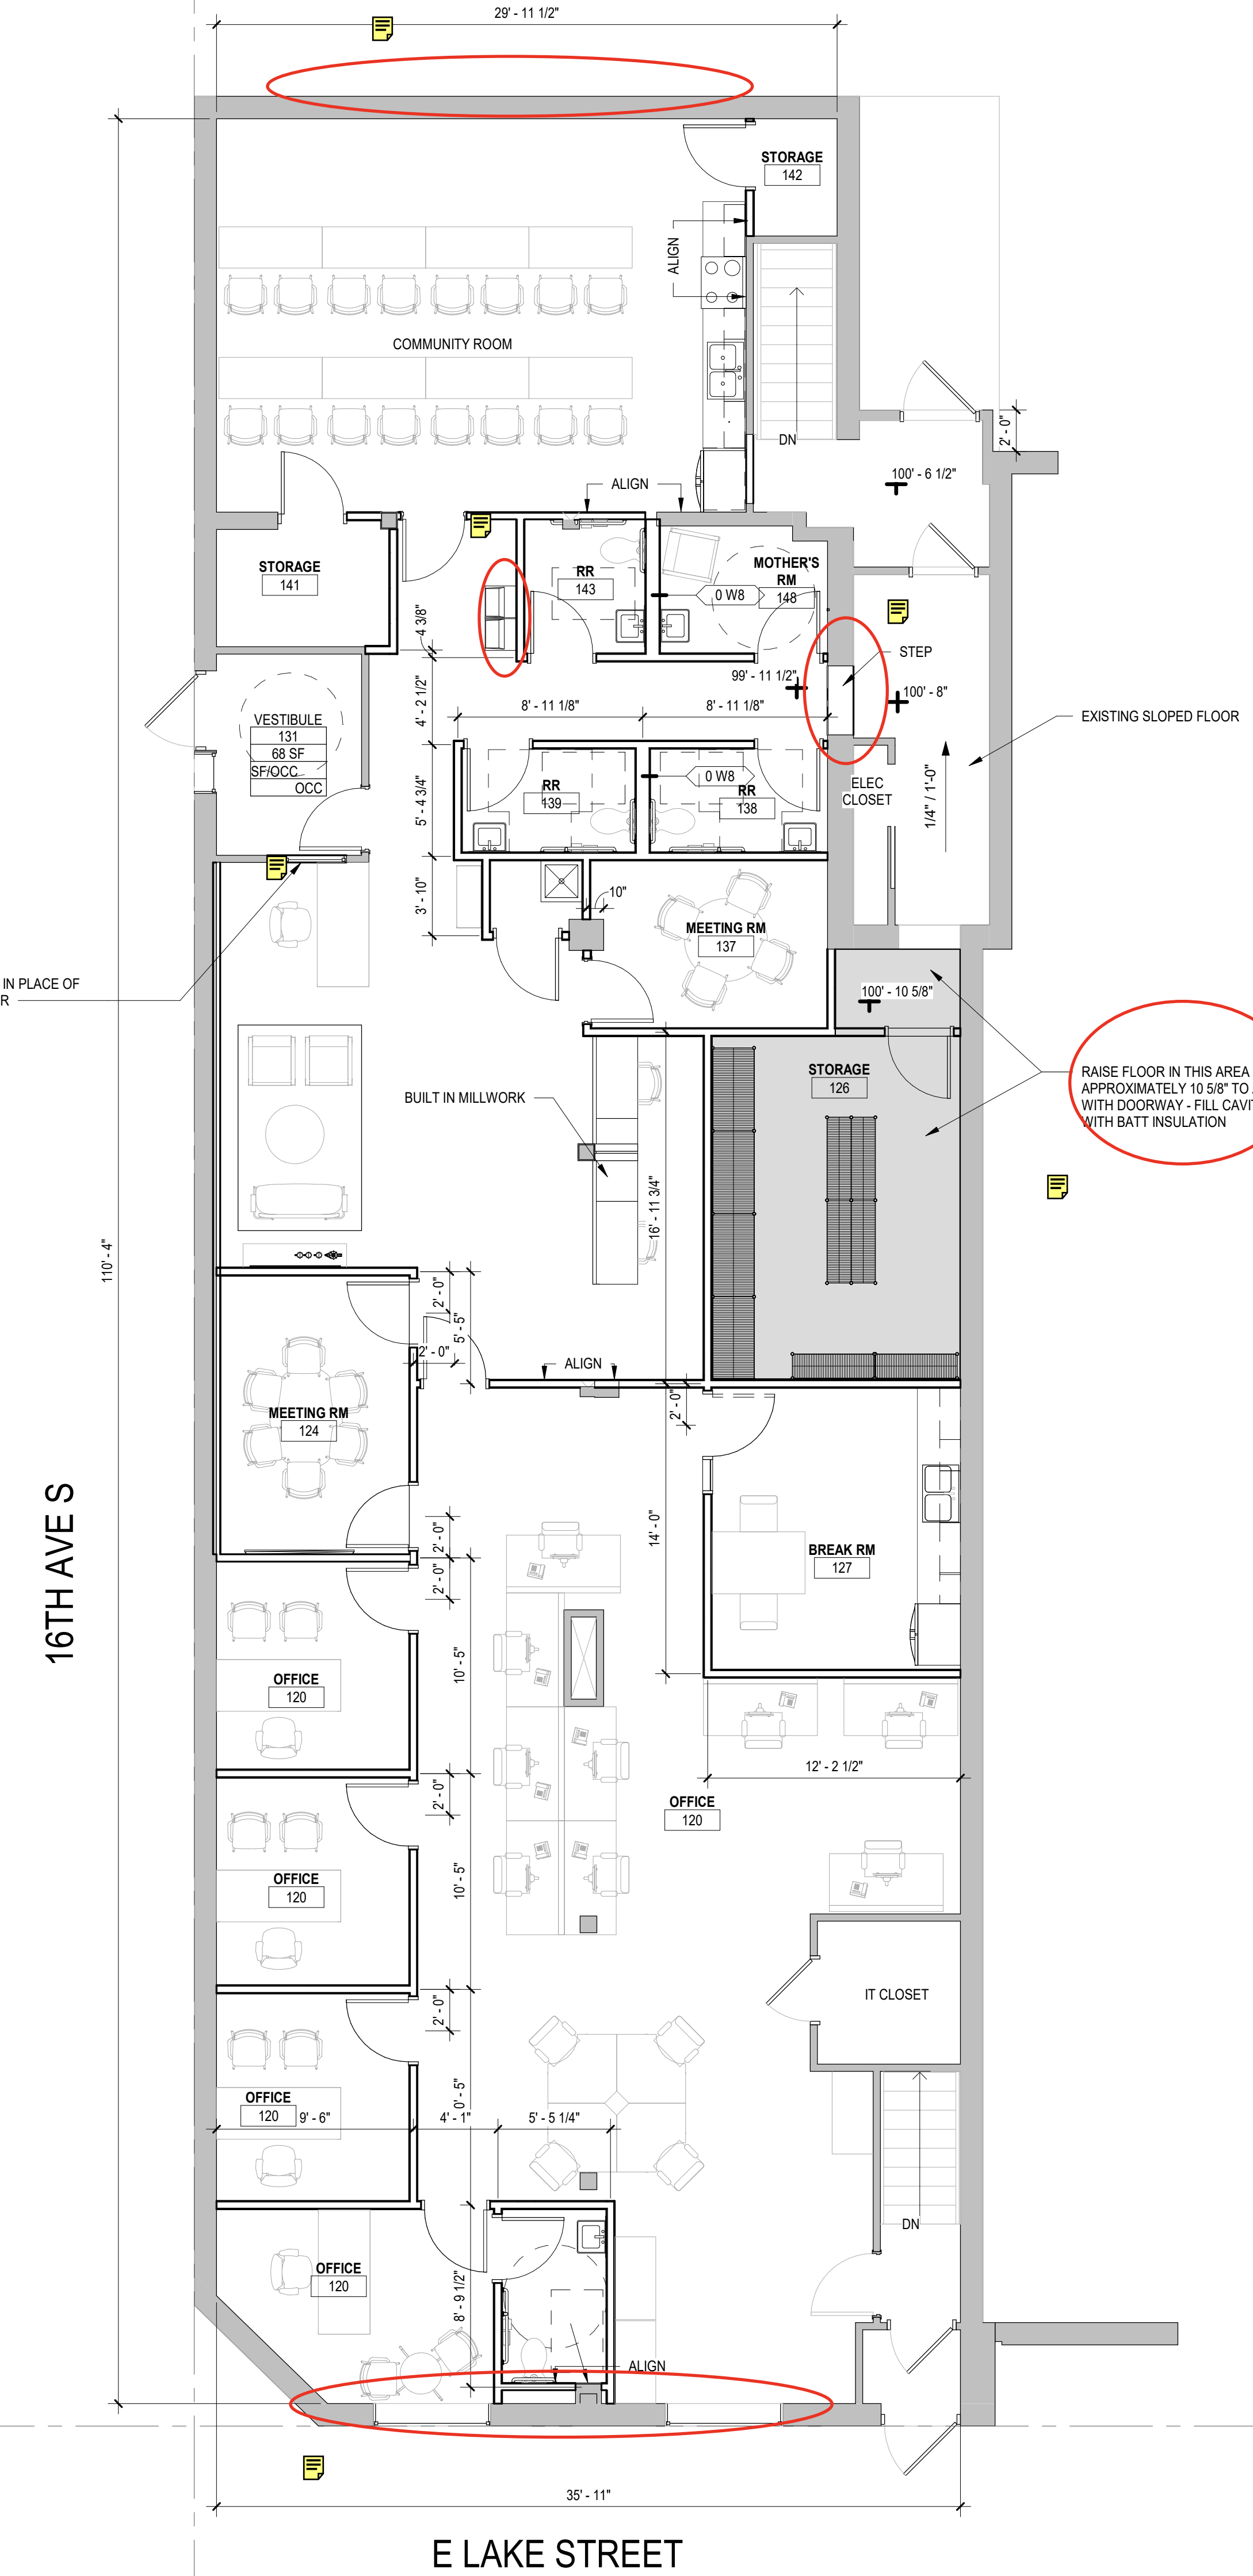 29' - 11 1/2"
STORAGE
142
ALIGN
COMMUNITY ROOM
DN
2' - 0"
100' - 6 1/2"
ALIGN
STORAGE
141
RR
143
MOTHER'S
RM
148
0 W8
4 3/8"
STEP
99' - 11 1/2"
100' - 8"
4' - 2 1/2"
8' - 11 1/8"
8' - 11 1/8"
EXISTING SLOPED FLOOR
VESTIBULE
131
68 SF
SF/OCC
OCC
5' - 4 3/4"
RR
139
0 W8
RR
138
ELEC
CLOSET
1/4" / 1'-0"
3' - 10"
10"
MEETING RM
137
IN PLACE OF
R
100' - 10 5/8"
STORAGE
126
RAISE FLOOR IN THIS AREA
APPROXIMATELY 10 5/8" TO
WITH DOORWAY - FILL CAVI
WITH BATT INSULATION
BUILT IN MILLWORK
16' - 11 3/4"
110' - 4"
2' - 0"
5' - 5"
2' - 0"
ALIGN
2' - 0"
MEETING RM
124
16TH AVE S
2' - 0"
2' - 0"
14' - 0"
BREAK RM
127
10' - 5"
OFFICE
120
12' - 2 1/2"
2' - 0"
OFFICE
120
OFFICE
120
10' - 5"
2' - 0"
IT CLOSET
0' - 5"
OFFICE
120
9' - 6"
4' - 1"
5' - 5 1/4"
DN
OFFICE
120
8' - 9 1/2"
ALIGN
35' - 11"
E LAKE STREET